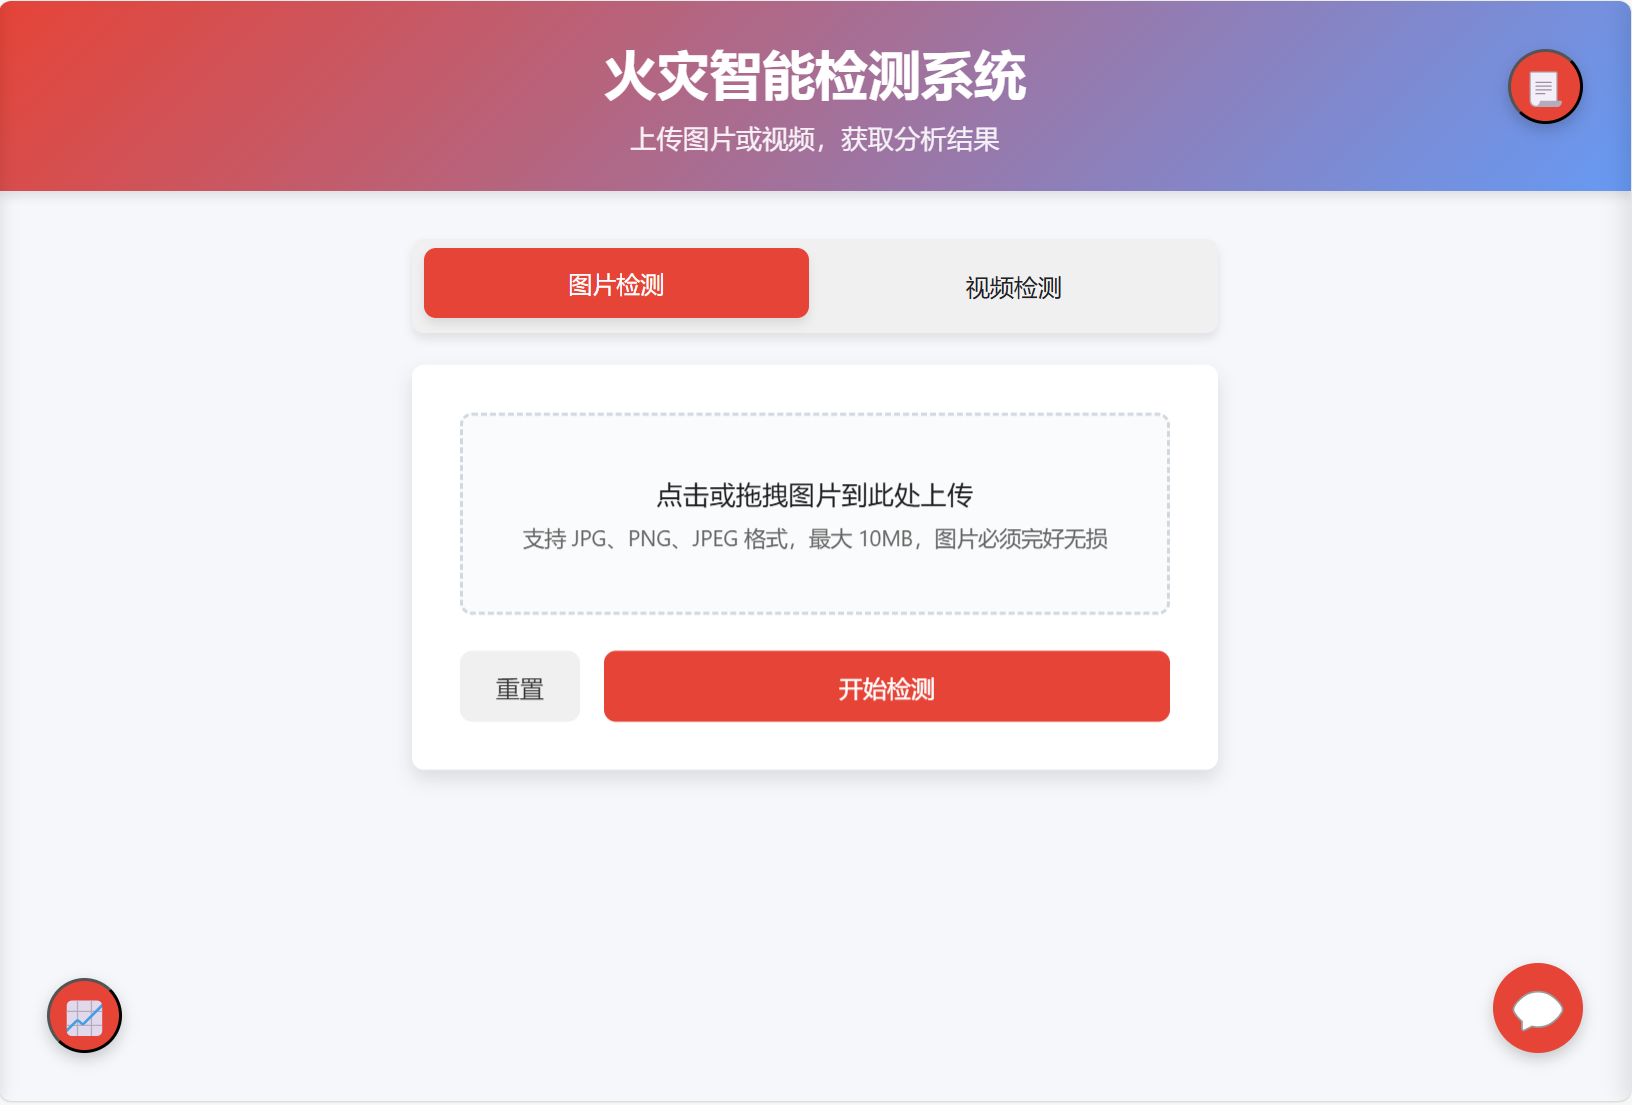 火灾智能检测系统
上传图片或视频，获取分析结果
图片检测
视频检测
点击或拖拽图片到此处上传
支持 JPG、PNG、JPEG 格式，最大 10MB，图片必须完好无损
重置
开始检测